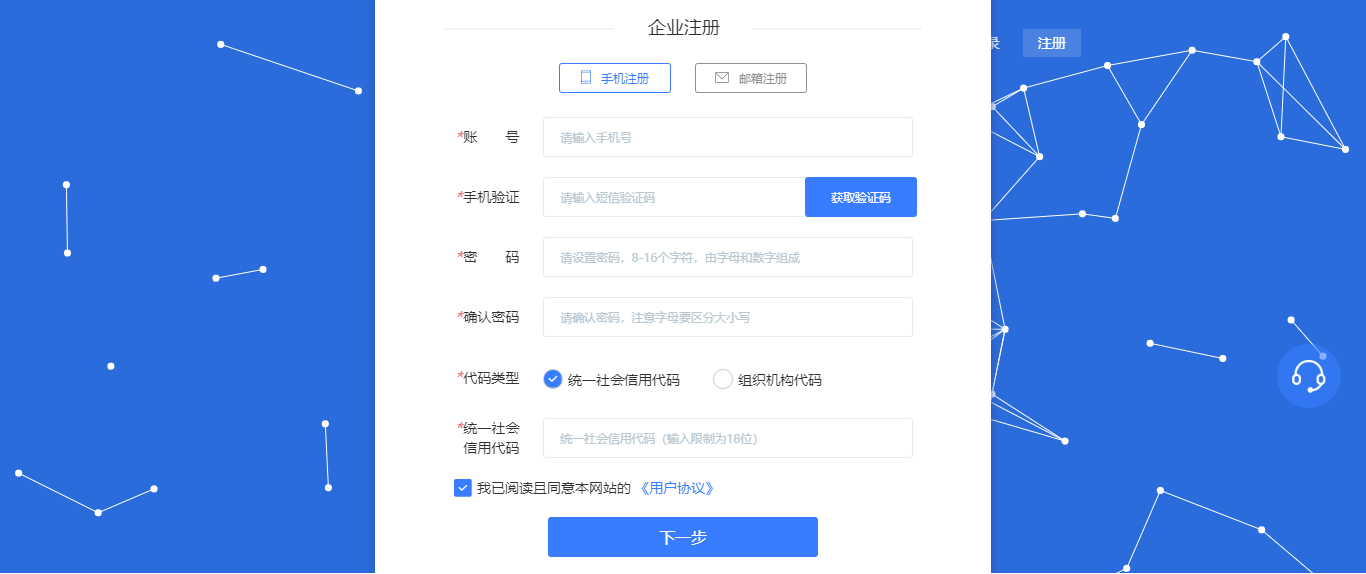 企业注册
录 注册
手机注册 邮箱注册
*账 号 请输入手机号
*手机验证 请输入短信验证码 获取验证码
*密 码 请设置密码，8-16个字符，由字母和数字组成
*确认密码 请确认密码，注意字母要区分大小写
*代码类型 统一社会信用代码 组织机构代码
*统一社会
信用代码
统一社会信用代码（输入限制为18位）
我已阅读且同意本网站的 《用户协议》
下一步